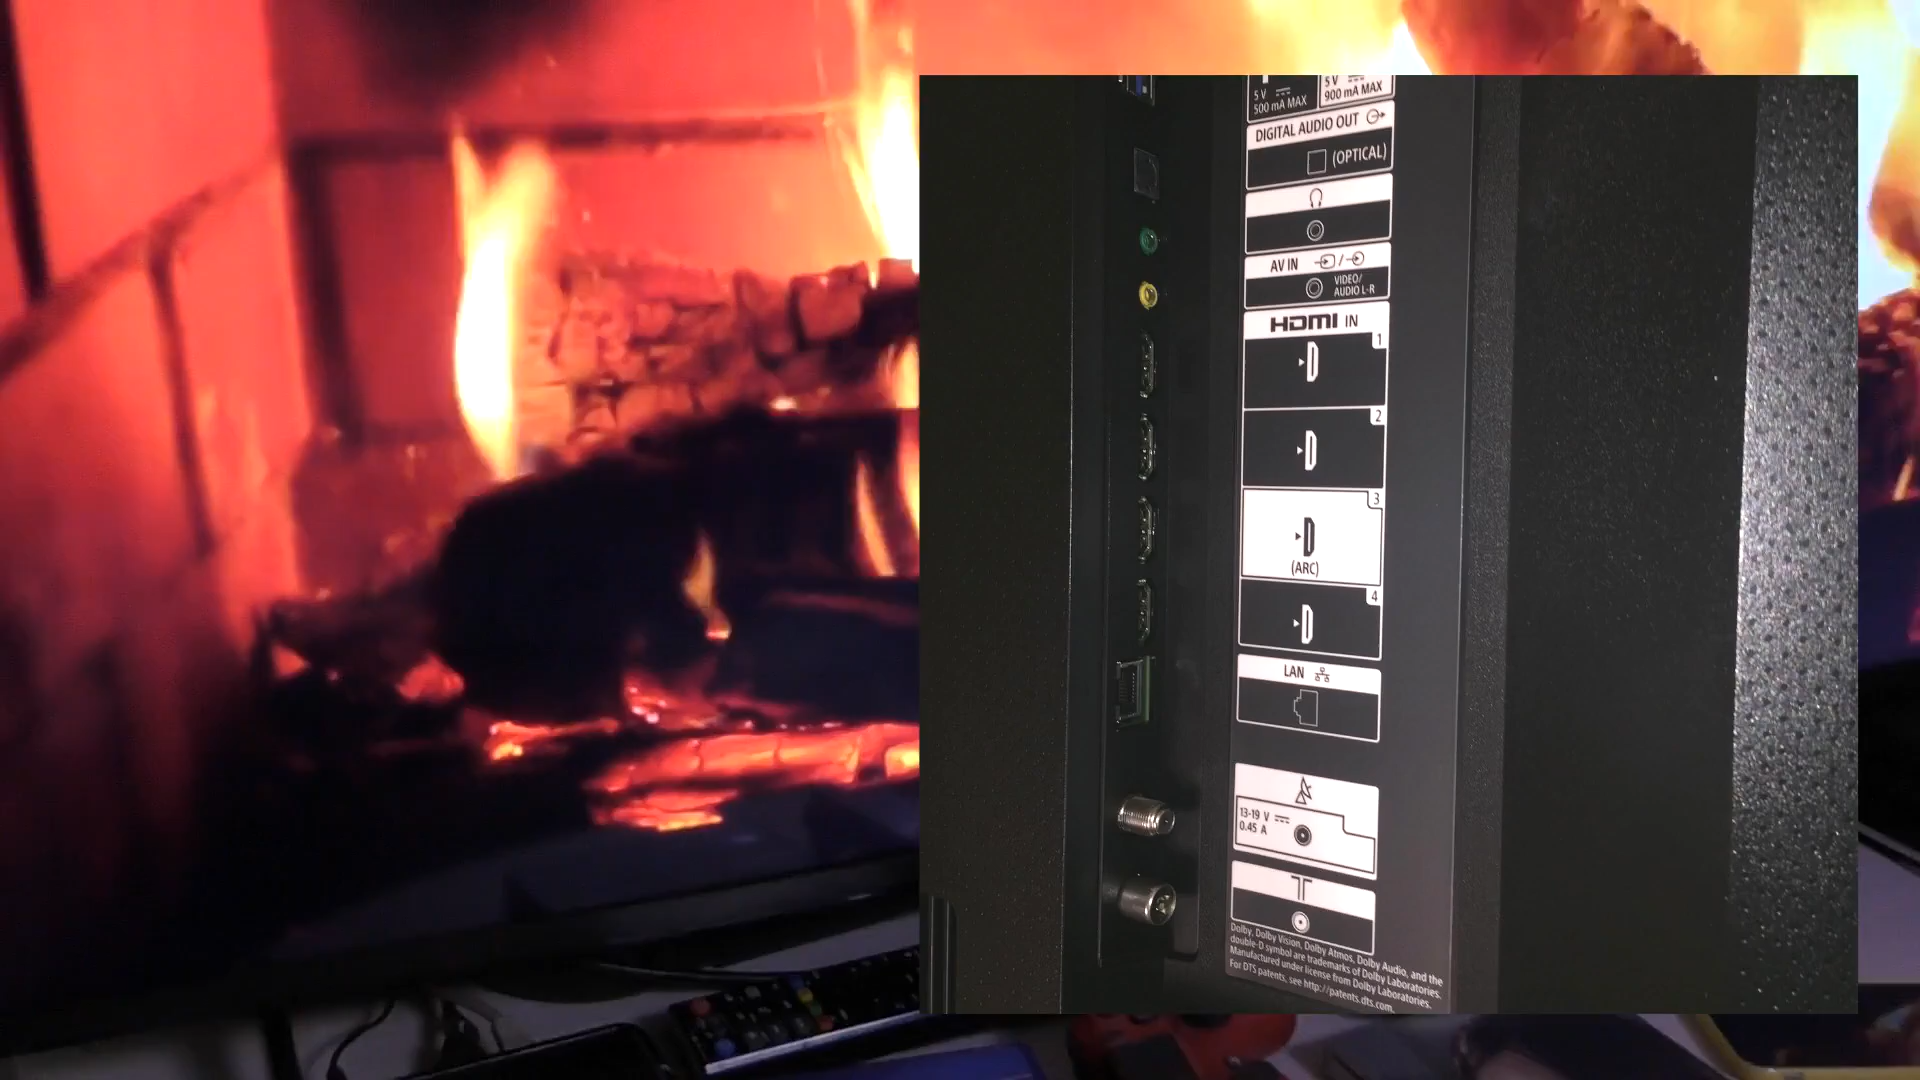 5 V
500 mA MAX
5 V
900 mA MAX
DIGITAL AUDIO OUT
(OPTICAL)
AV IN
VIDEO/
AUDIO L-R
HDMI IN
1
2
3
(ARC)
4
LAN
13-19 V
0.45 A
Dolby, Dolby Vision, Dolby Atmos, Dolby Audio, and the
double-D symbol are trademarks of Dolby Laboratories.
Manufactured under license from Dolby Laboratories.
For DTS patents, see http://patents.dts.com.